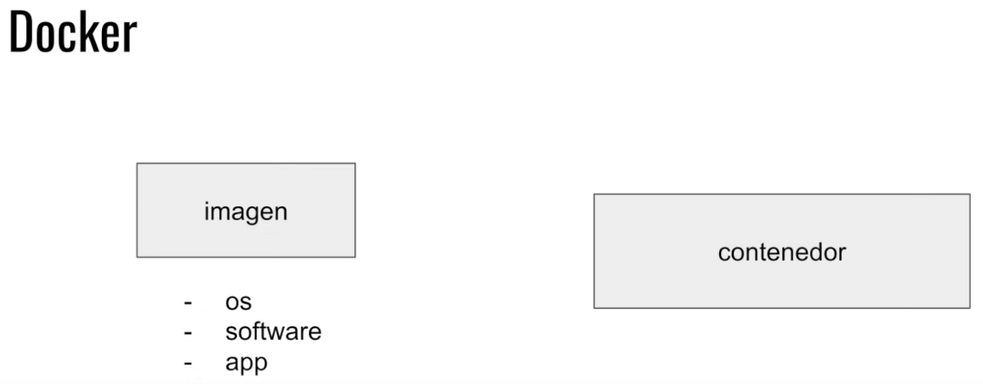 Docker
imagen
contenedor
- os
- software
- app